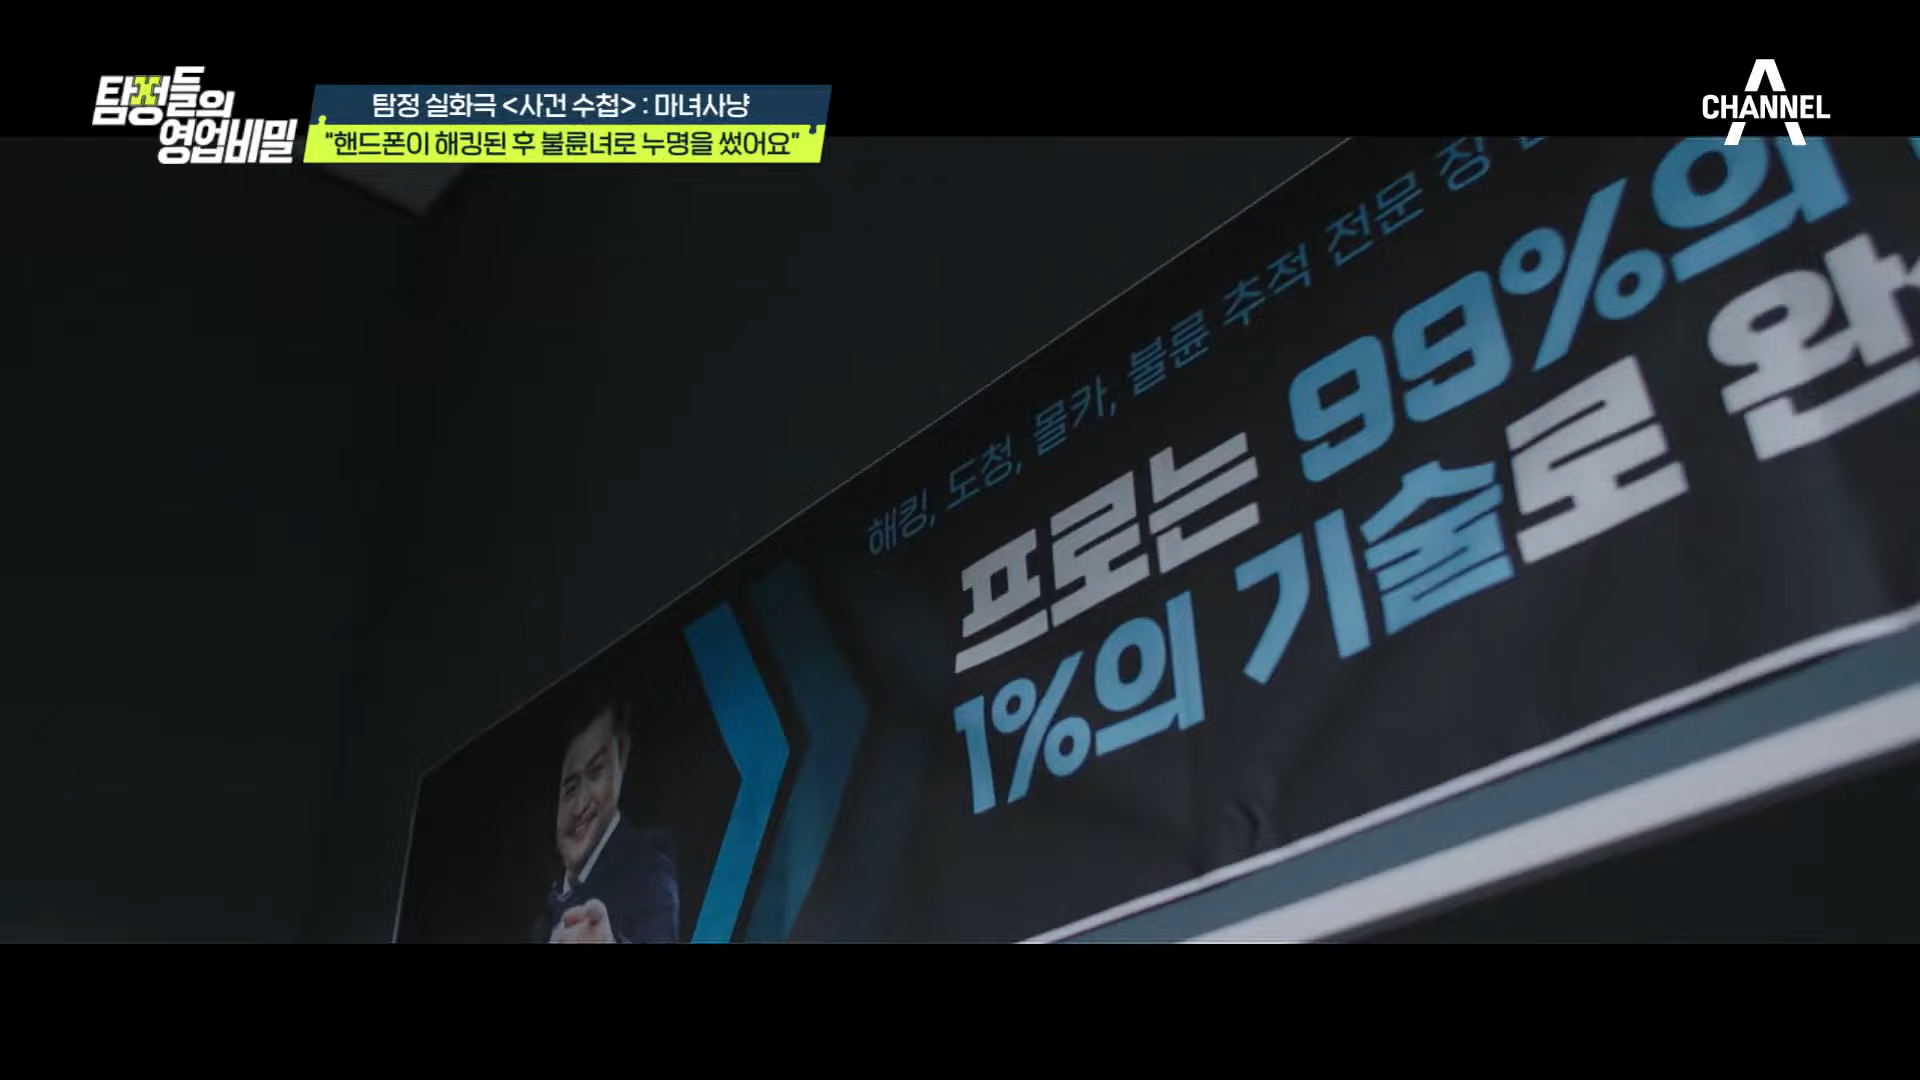 탐정들의
영업비밀
탐정 실화극 <사건 수첩> : 마녀사냥
"핸드폰이 해킹된 후 불륜녀로 누명을 썼어요"
CHANNEL A
해킹, 도청, 몰카, 불륜 추적 전문 장
프로는 99%의
1%의 기술로 완